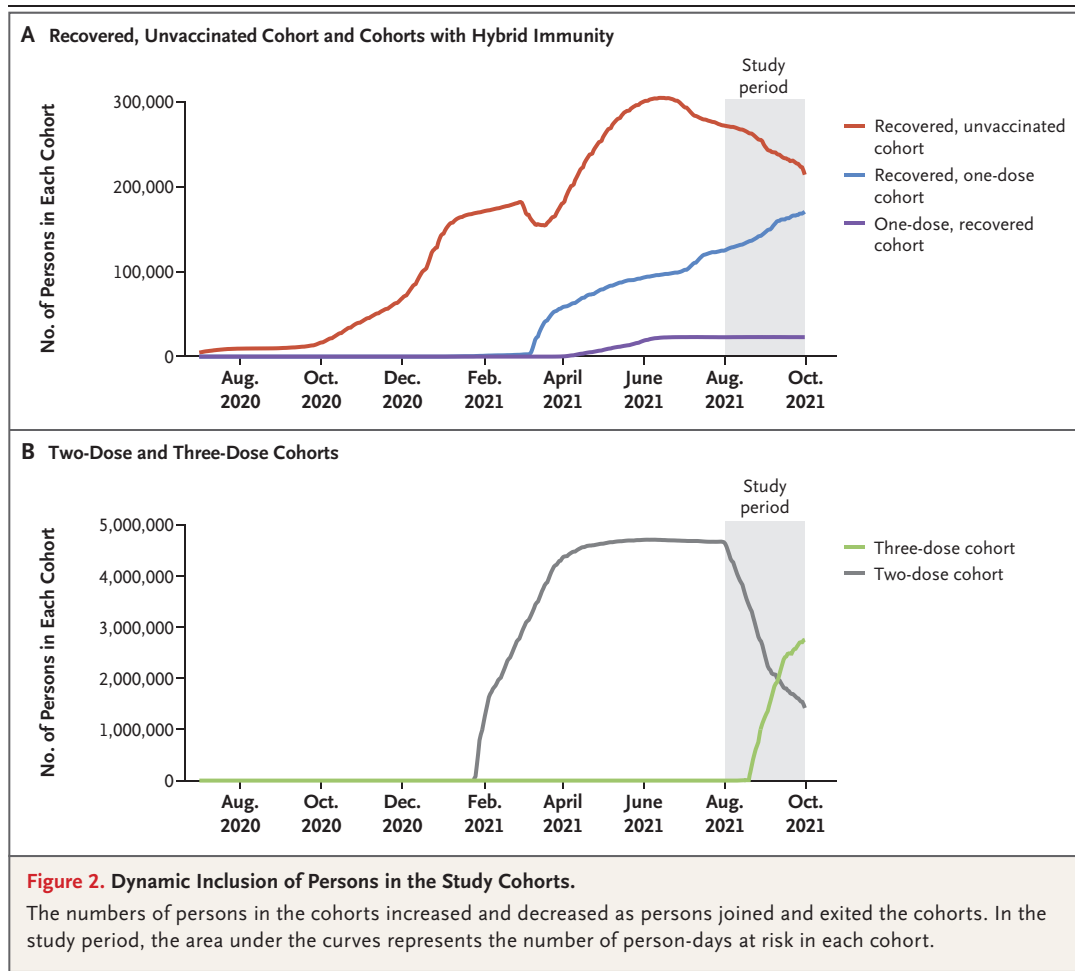 A Recovered, Unvaccinated Cohort and Cohorts with Hybrid Immunity
Study
period
No. of Persons in Each Cohort
300,000
200,000
100,000
0
Aug.
2020
Oct.
2020
Dec.
2020
Feb.
2021
April
2021
June
2021
Aug.
2021
Oct.
2021
Recovered, unvaccinated
cohort
Recovered, one-dose
cohort
One-dose, recovered
cohort
B Two-Dose and Three-Dose Cohorts
Study
period
No. of Persons in Each Cohort
5,000,000
4,000,000
3,000,000
2,000,000
1,000,000
0
Aug.
2020
Oct.
2020
Dec.
2020
Feb.
2021
April
2021
June
2021
Aug.
2021
Oct.
2021
Three-dose cohort
Two-dose cohort
Figure 2. Dynamic Inclusion of Persons in the Study Cohorts.
The numbers of persons in the cohorts increased and decreased as persons joined and exited the cohorts. In the
study period, the area under the curves represents the number of person-days at risk in each cohort.